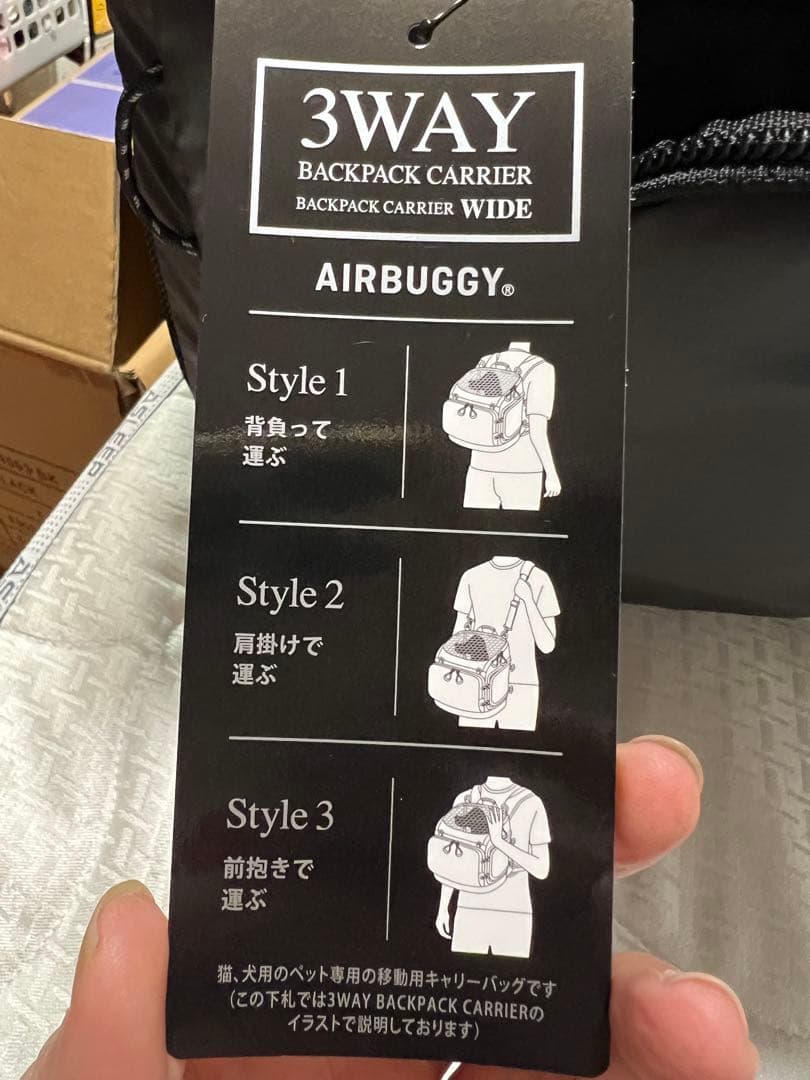 3WAY
BACKPACK CARRIER
BACKPACK CARRIER WIDE
AIRBUGGY®
Style 1
背負って
運ぶ
Style 2
肩掛けで
運ぶ
Style 3
前抱きで
運ぶ
猫、犬用のペット専用の移動用キャリーバッグです
(この下札では3WAY BACKPACK CARRIERの
イラストで説明しております)